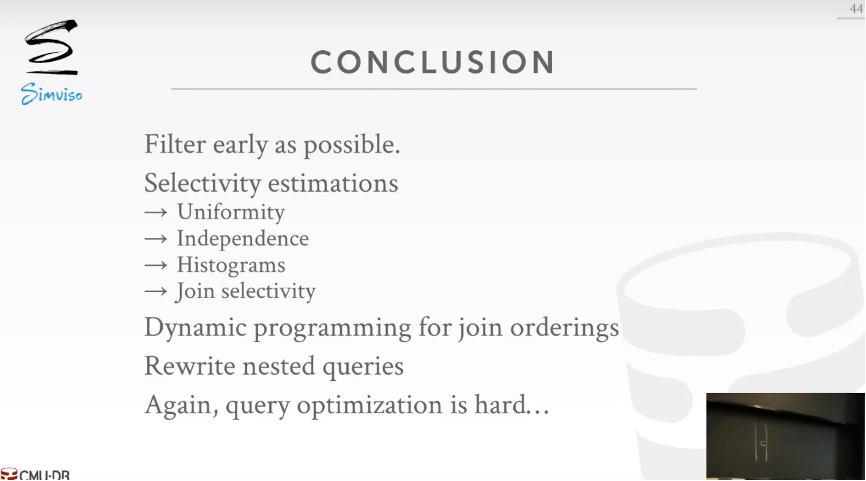 44
Simviso
CONCLUSION
Filter early as possible.
Selectivity estimations
→ Uniformity
→ Independence
→ Histograms
→ Join selectivity
Dynamic programming for join orderings
Rewrite nested queries
Again, query optimization is hard…
CMU·DB